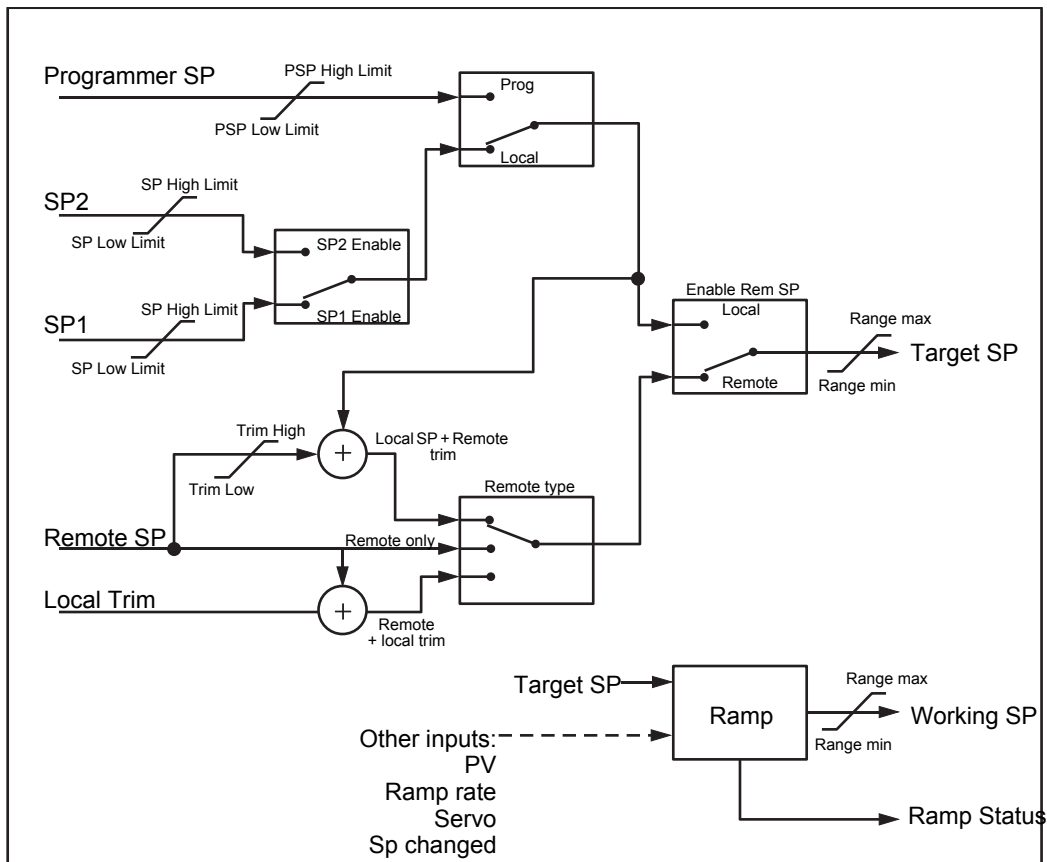 Programmer SP
PSP High Limit
PSP Low Limit
Prog
Local
SP2
SP High Limit
SP Low Limit
SP2 Enable
SP1 Enable
SP1
SP High Limit
SP Low Limit
Enable Rem SP
Local
Remote
Range max
Range min
Target SP
Trim High
Trim Low
+
Local SP + Remote
trim
Remote type
Remote SP
Remote only
Local Trim
+
Remote
+ local trim
Target SP
Ramp
Range max
Range min
Working SP
Other inputs:
PV
Ramp rate
Servo
Sp changed
Ramp Status